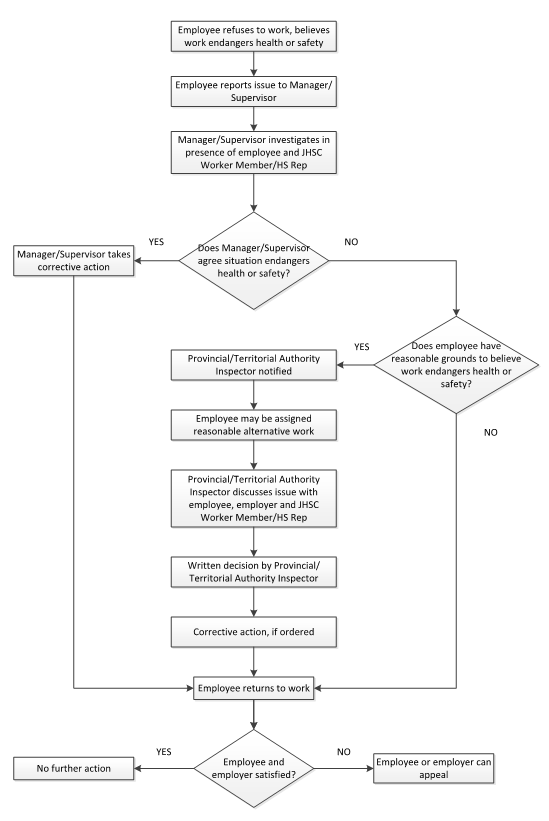 Employee refuses to work, believes
work endangers health or safety
Employee reports issue to Manager/
Supervisor
Manager/Supervisor investigates in
presence of employee and JHSC
Worker Member/HS Rep
Does Manager/Supervisor
agree situation endangers
health or safety?
YES
NO
Manager/Supervisor takes
corrective action
Does employee have
reasonable grounds to believe
work endangers health or
safety?
YES
NO
Provincial/Territorial Authority
Inspector notified
Employee may be assigned
reasonable alternative work
Provincial/Territorial Authority
Inspector discusses issue with
employee, employer and JHSC
Worker Member/HS Rep
Written decision by Provincial/
Territorial Authority Inspector
Corrective action, if ordered
Employee returns to work
Employee and
employer satisfied?
YES
NO
No further action
Employee or employer can
appeal